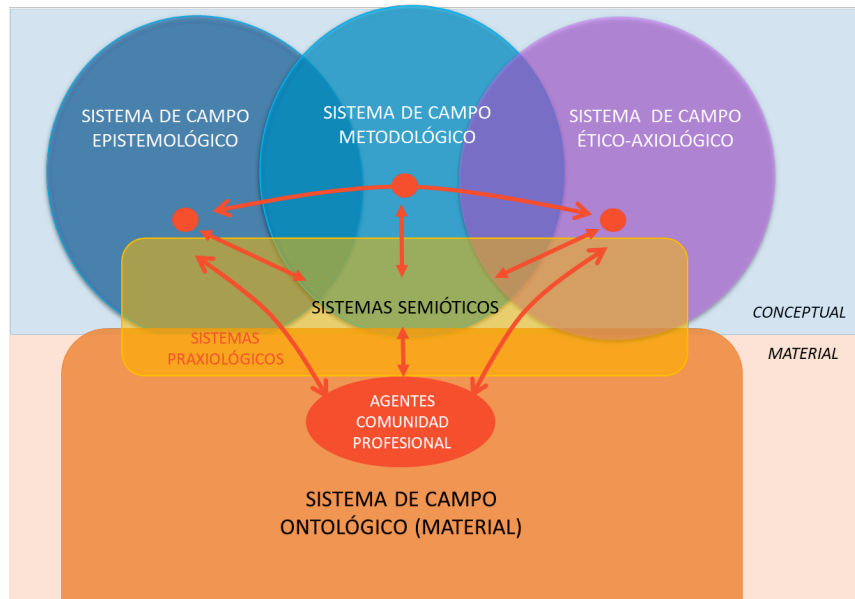 SISTEMA DE CAMPO
EPISTEMOLÓGICO
SISTEMA DE CAMPO
METODOLÓGICO
SISTEMA DE CAMPO
ÉTICO-AXIOLÓGICO
SISTEMAS SEMIÓTICOS
CONCEPTUAL
SISTEMAS
PRAXIOLÓGICOS
MATERIAL
AGENTES
COMUNIDAD
PROFESIONAL
SISTEMA DE CAMPO
ONTOLÓGICO (MATERIAL)